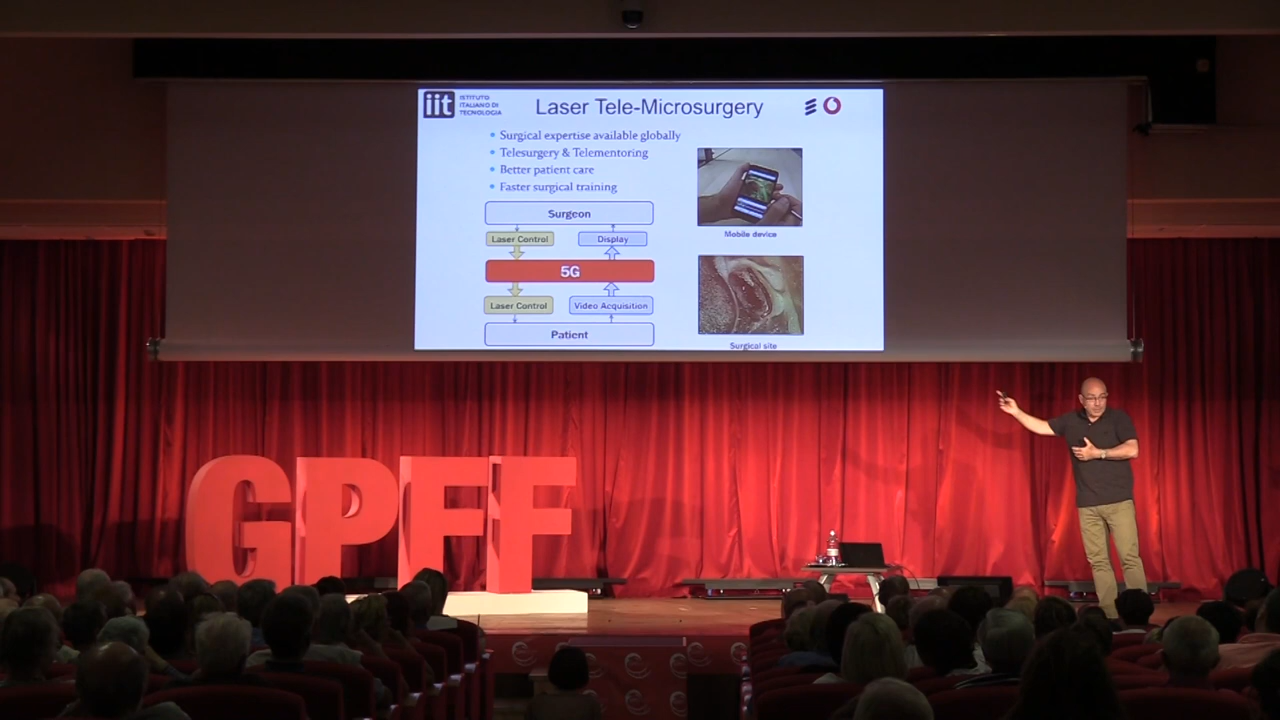 iit
ISTITUTO
ITALIANO DI
TECNOLOGIA
Laser Tele-Microsurgery
• Surgical expertise available globally
• Telesurgery & Telementoring
• Better patient care
• Faster surgical training
Surgeon
Laser Control
Display
5G
Laser Control
Video Acquisition
Patient
Mobile device
Surgical site
GPFF